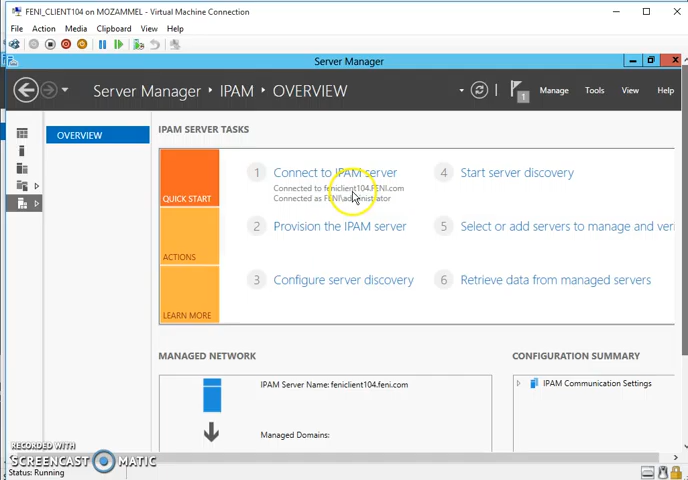 FENI_CLIENT104 on MOZAMMEL - Virtual Machine Connection
File Action Media Clipboard View Help
Server Manager
Server Manager IPAM OVERVIEW
1 Manage Tools View Help
OVERVIEW
IPAM SERVER TASKS
QUICK START
ACTIONS
LEARN MORE
1 Connect to IPAM server
Connected to feniclient104.FENI.com
Connected as FENI\administrator
2 Provision the IPAM server
3 Configure server discovery
4 Start server discovery
5 Select or add servers to manage and veri
6 Retrieve data from managed servers
MANAGED NETWORK
IPAM Server Name: feniclient104.feni.com
Managed Domains:
CONFIGURATION SUMMARY
IPAM Communication Settings
RECORDED WITH
SCREENCAST MATIC
Status: Running